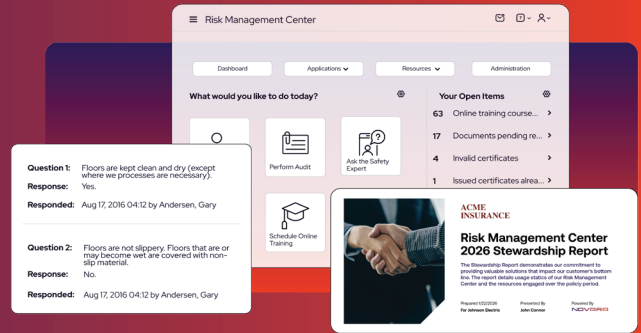 Risk Management Center
Dashboard
Applications
Resources
Administration
What would you like to do today?
Your Open Items
63 Online training course...
17 Documents pending re...
4 Invalid certificates
1 Issued certificates alrea...
Perform Audit
Ask the Safety
Expert
Schedule Online
Training
Question 1: Floors are kept clean and dry (except
where we processes are necessary).
Response: Yes.
Responded: Aug 17, 2016 04:12 by Andersen, Gary
Question 2: Floors are not slippery. Floors that are or
may become wet are covered with non-
slip material.
Response: No.
Responded: Aug 17, 2016 04:12 by Andersen, Gary
ACME
INSURANCE
Risk Management Center
2026 Stewardship Report
The Stewardship Report demonstrates our commitment to
providing valuable solutions that impact our customer's bottom
line. The report details usage statics of our Risk Management
Center and the resources engaged over the policy period.
Prepared 1/22/2026
For Johnson Electric
Presented By
John Connor
Powered By